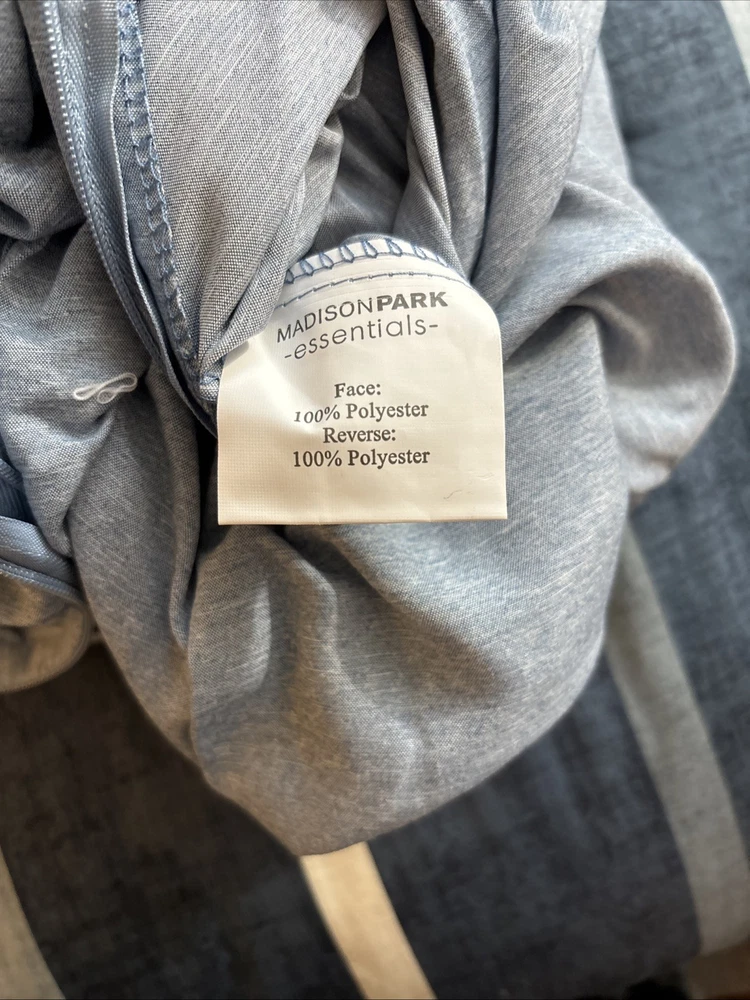 MADISONPARK
-essentials-
Face:
100% Polyester
Reverse:
100% Polyester